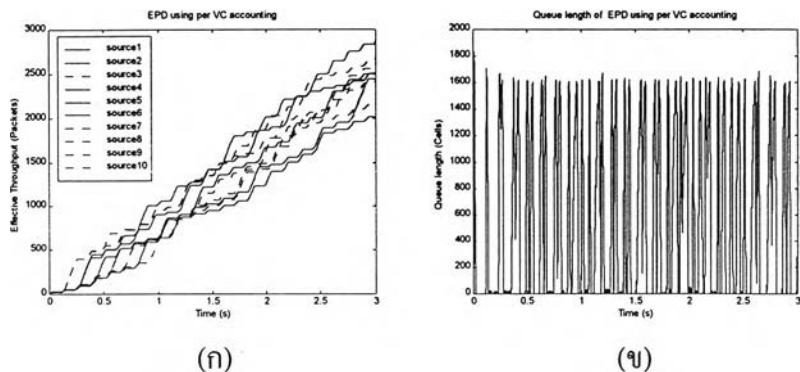 EPD using per VC accounting
3000
2500
2000
1500
1000
500
0
Effective Throughput (Packets)
source1
source2
source3
source4
source5
source6
source7
source8
source9
source10
0
0.5
1
1.5
2
2.5
3
Time (s)
(ก)
Queue length of EPD using per VC accounting
2000
1800
1600
1400
1200
1000
800
600
400
200
0
Queue length (Cells)
0
0.5
1
1.5
2
2.5
3
Time (s)
(ข)